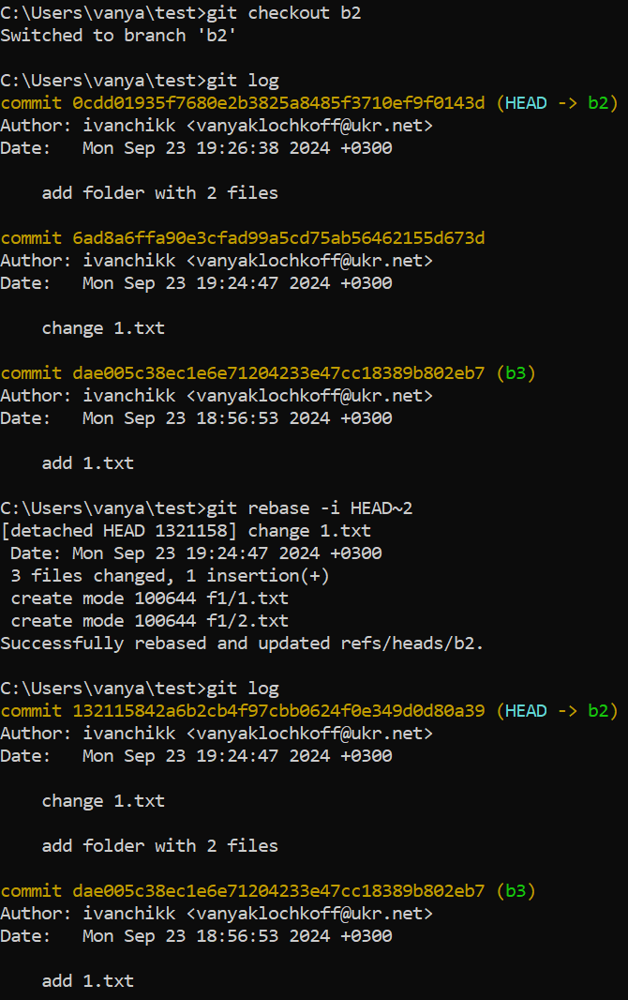 C:\Users\vanya\test>git checkout b2
Switched to branch 'b2'
C:\Users\vanya\test>git log
commit 0cdd01935f7680e2b3825a8485f3710ef9f0143d (HEAD -> b2)
Author: ivanchikk <vanyaklochkoff@ukr.net>
Date:   Mon Sep 23 19:26:38 2024 +0300
    add folder with 2 files
commit 6ad8a6ffa90e3cfad99a5cd75ab56462155d673d
Author: ivanchikk <vanyaklochkoff@ukr.net>
Date:   Mon Sep 23 19:24:47 2024 +0300
    change 1.txt
commit dae005c38ec1e6e71204233e47cc18389b802eb7 (b3)
Author: ivanchikk <vanyaklochkoff@ukr.net>
Date:   Mon Sep 23 18:56:53 2024 +0300
    add 1.txt
C:\Users\vanya\test>git rebase -i HEAD~2
[detached HEAD 1321158] change 1.txt
 Date: Mon Sep 23 19:24:47 2024 +0300
 3 files changed, 1 insertion(+)
 create mode 100644 f1/1.txt
 create mode 100644 f1/2.txt
Successfully rebased and updated refs/heads/b2.
C:\Users\vanya\test>git log
commit 132115842a6b2cb4f97cbb0624f0e349d0d80a39 (HEAD -> b2)
Author: ivanchikk <vanyaklochkoff@ukr.net>
Date:   Mon Sep 23 19:24:47 2024 +0300
    change 1.txt
    add folder with 2 files
commit dae005c38ec1e6e71204233e47cc18389b802eb7 (b3)
Author: ivanchikk <vanyaklochkoff@ukr.net>
Date:   Mon Sep 23 18:56:53 2024 +0300
    add 1.txt